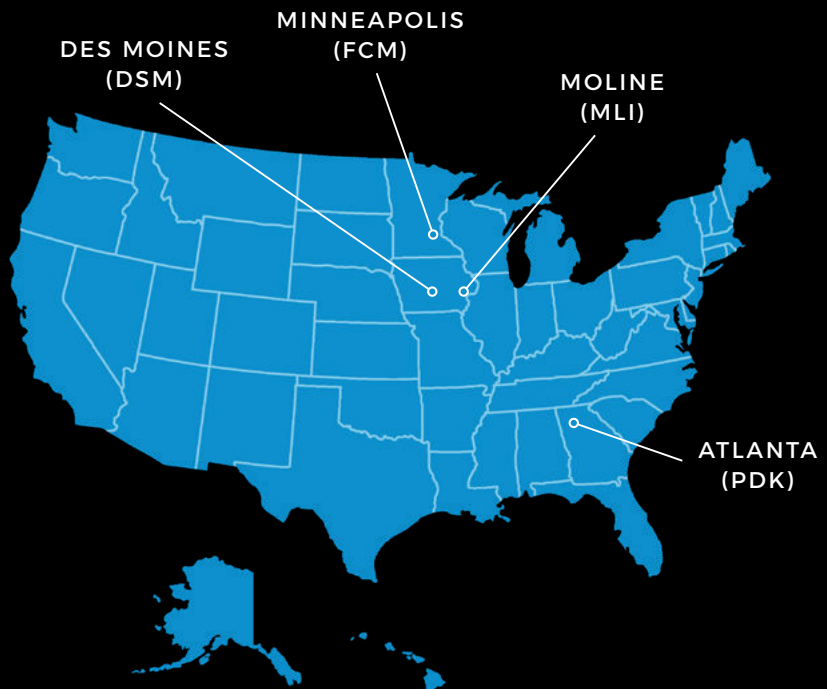 MINNEAPOLIS
(FCM)
DES MOINES
(DSM)
MOLINE
(MLI)
ATLANTA
(PDK)